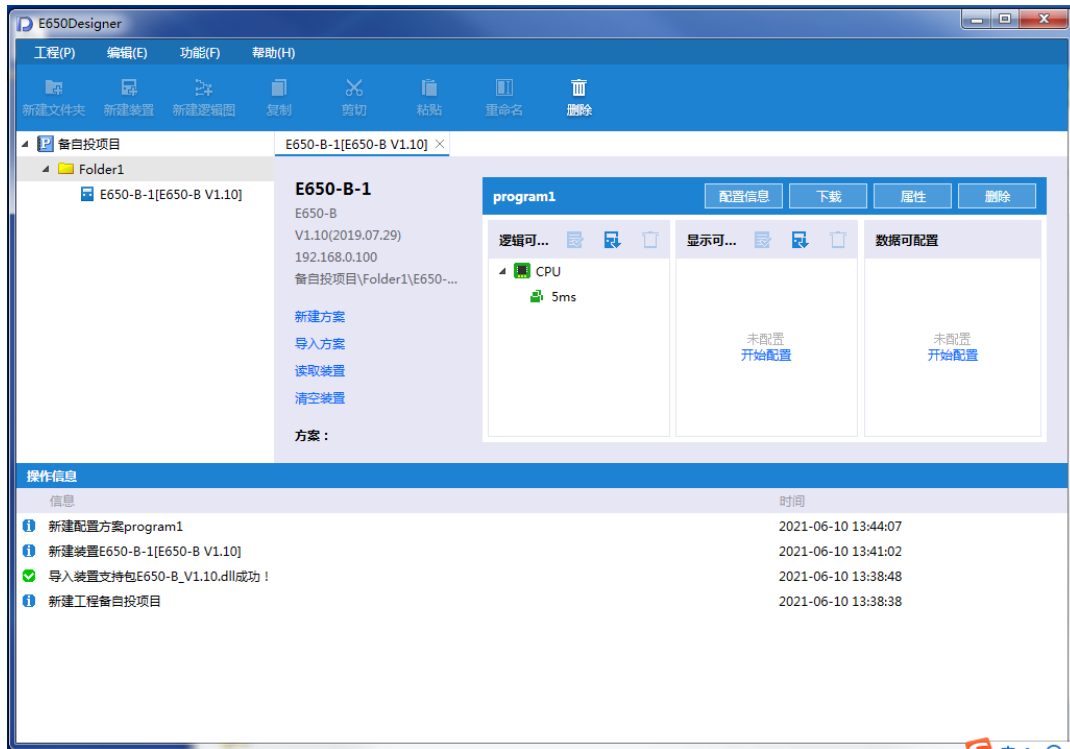 E650Designer
工程(P) 编辑(E) 功能(F) 帮助(H)
新建文件夹 新建装置 新建逻辑图 复制 剪切 粘贴 重命名 删除
备自投项目
Folder1
E650-B-1[E650-B V1.10]
E650-B-1[E650-B V1.10]
E650-B-1
E650-B
V1.10(2019.07.29)
192.168.0.100
备自投项目\Folder1\E650-...
新建方案
导入方案
读取装置
清空装置
方案：
program1 配置信息 下载 属性 删除
逻辑可...
CPU
5ms
显示可...
未配置
开始配置
数据可配置
未配置
开始配置
操作信息
信息 时间
新建配置方案program1 2021-06-10 13:44:07
新建装置E650-B-1[E650-B V1.10] 2021-06-10 13:41:02
导入装置支持包E650-B_V1.10.dll成功！ 2021-06-10 13:38:48
新建工程备自投项目 2021-06-10 13:38:38